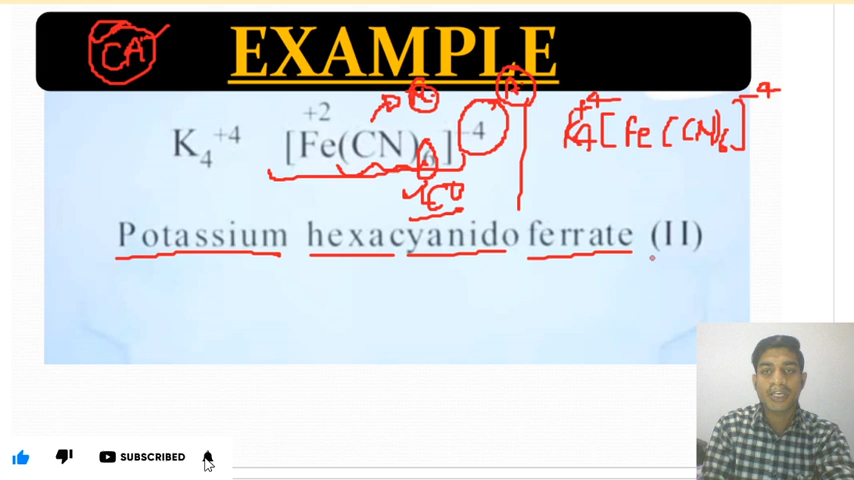 CA
EXAMPLE
+2
K₄⁺⁴ [Fe(CN)₆]⁻⁴
K4+4 [Fe(CN)6]-4
Potassium hexacyanido ferrate (II)
SUBSCRIBED